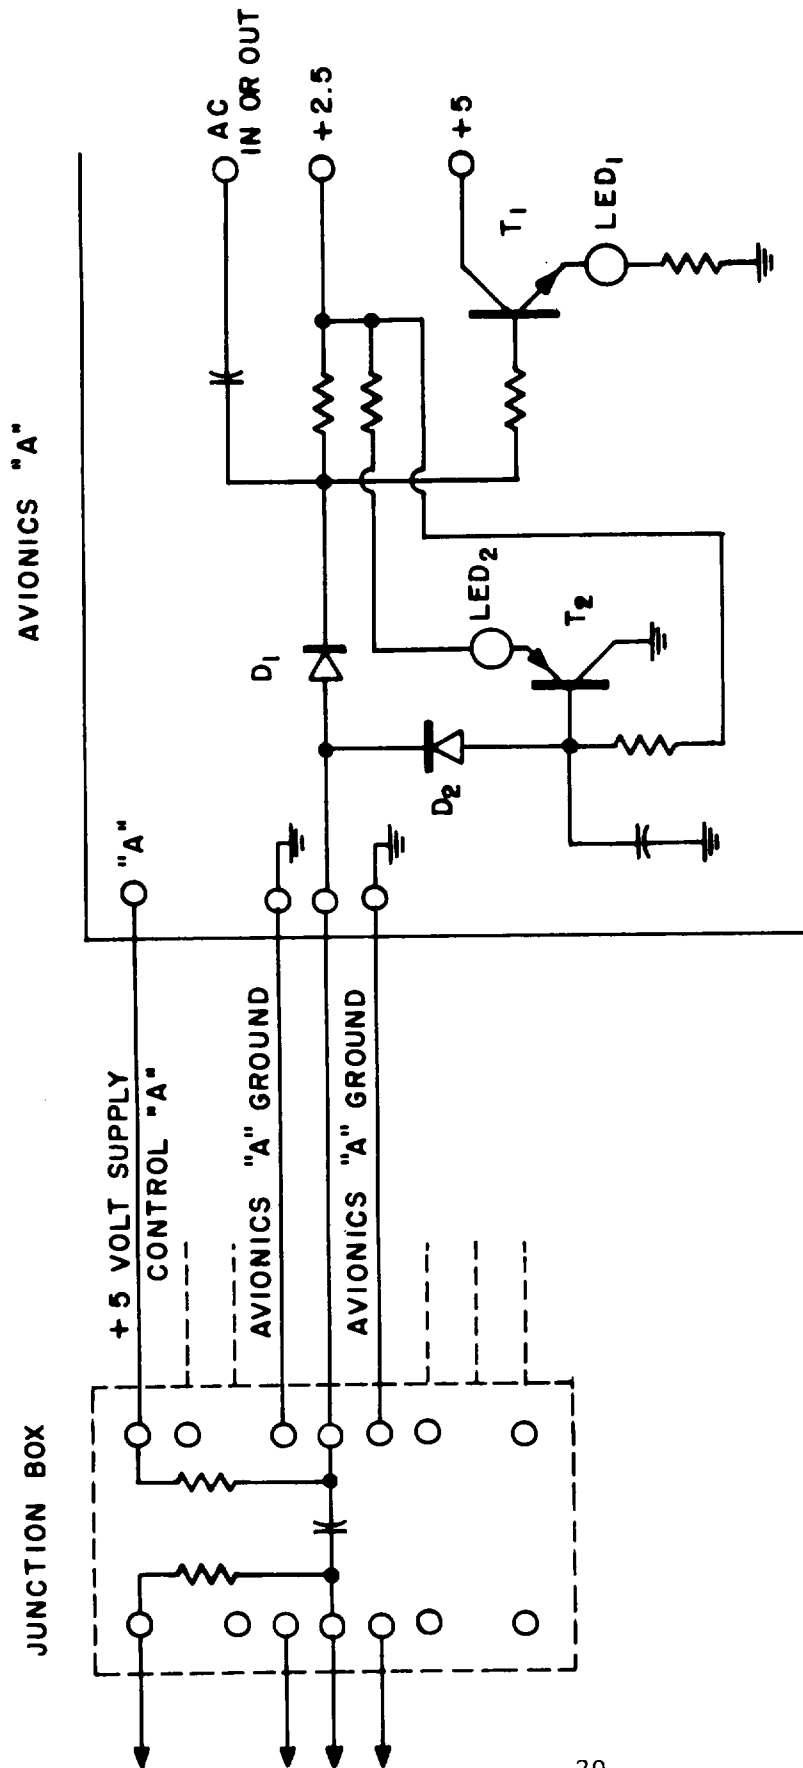 AVIONICS "A"
AC
IN OR OUT
+2.5
+5
T1
LED1
D1
LED2
T2
D2
"A"
+5 VOLT SUPPLY
CONTROL "A"
AVIONICS "A" GROUND
AVIONICS "A" GROUND
JUNCTION BOX